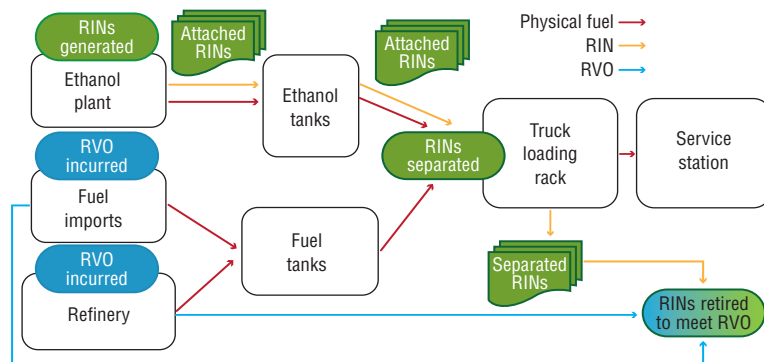 RINs
generated
Attached
RINs
Attached
RINs
Physical fuel
RIN
RVO
Ethanol
plant
Ethanol
tanks
RVO
incurred
RINs
separated
Truck
loading
rack
Service
station
Fuel
imports
Fuel
tanks
RVO
incurred
Separated
RINs
Refinery
RINs retired
to meet RVO